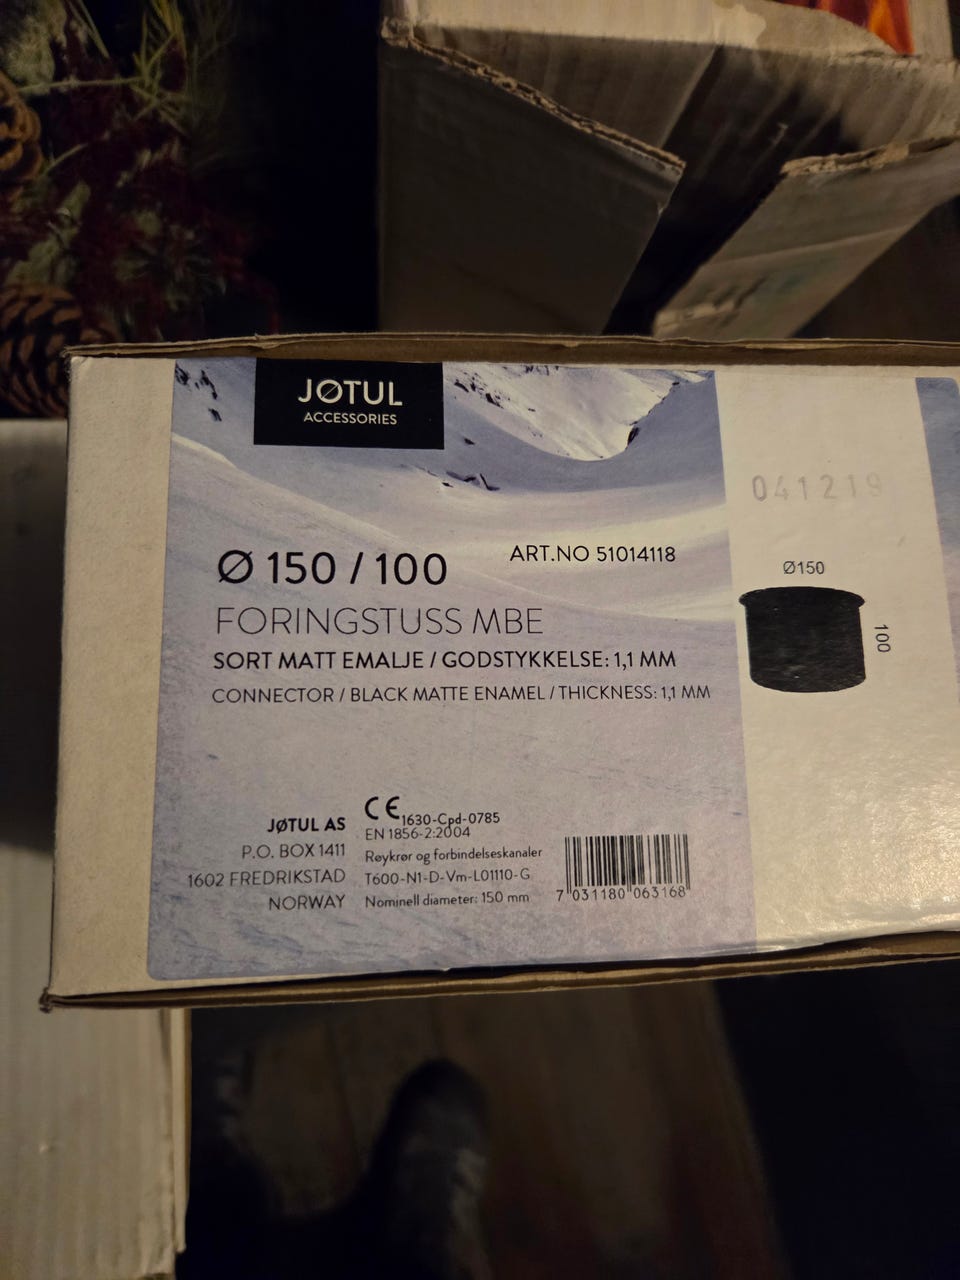 JØTUL
ACCESSORIES
Ø 150 / 100
ART.NO 51014118
FORINGSTUSS MBE
SORT MATT EMALJE / GODSTYKKELSE: 1,1 MM
CONNECTOR / BLACK MATTE ENAMEL / THICKNESS: 1,1 MM
JØTUL AS
P.O. BOX 1411
1602 FREDRIKSTAD
NORWAY
CE 1630-Cpd-0785
EN 1856-2:2004
Røykrør og forbindelseskanaler
T600-N1-D-Vm-L01110-G
Nominell diameter: 150 mm
7 031180 063168
041219
Ø150
100